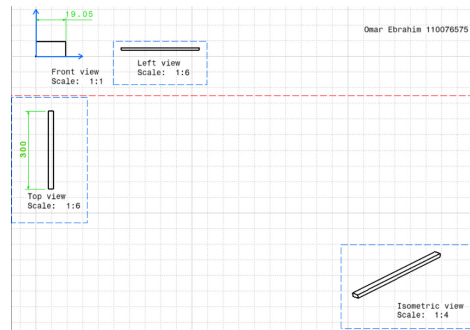 19.05
Omar Ebrahim 110076575
Front view
Scale:  1:1
Left view
Scale:  1:6
300
Top view
Scale:  1:6
Isometric view
Scale:  1:4